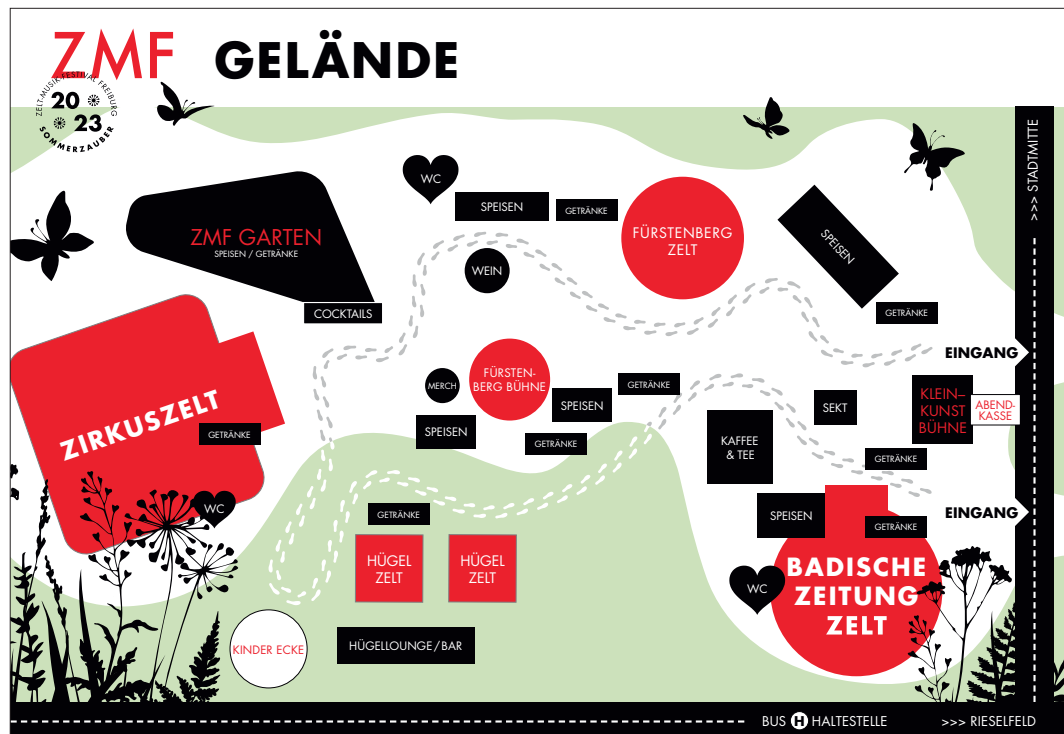 ZMF GELÄNDE
ZELT-MUSIK-FESTIVAL FREIBURG
20
23
SOMMERZAUBER
>>> STADTMITTE
WC
SPEISEN
GETRÄNKE
FÜRSTENBERG
ZELT
SPEISEN
GETRÄNKE
ZMF GARTEN
SPEISEN / GETRÄNKE
COCKTAILS
WEIN
EINGANG
ZIRKUSZELT
GETRÄNKE
WC
MERCH
FÜRSTEN-
BERG BÜHNE
SPEISEN
SPEISEN
GETRÄNKE
GETRÄNKE
KAFFEE
& TEE
SEKT
KLEIN–
KUNST
BÜHNE
ABEND-
KASSE
GETRÄNKE
EINGANG
SPEISEN
GETRÄNKE
BADISCHE
ZEITUNG
ZELT
WC
GETRÄNKE
HÜGEL
ZELT
HÜGEL
ZELT
KINDER ECKE
HÜGELLOUNGE / BAR
BUS H HALTESTELLE
>>> RIESELFELD